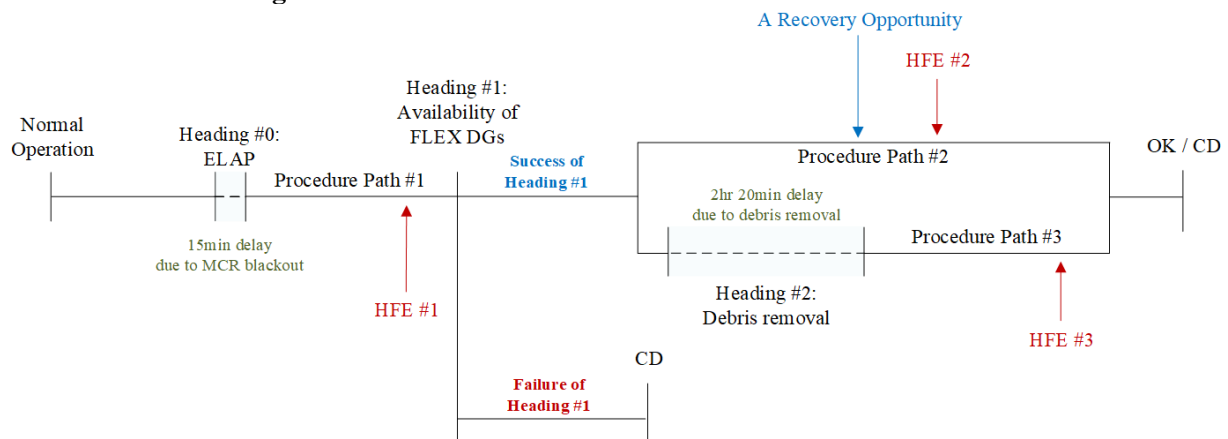 A Recovery Opportunity
HFE #2
Heading #1:
Availability of
FLEX DGs
Normal
Operation
Heading #0:
ELAP
OK / CD
Procedure Path #1
Success of
Heading #1
Procedure Path #2
2hr 20min delay
due to debris removal
15min delay
due to MCR blackout
Procedure Path #3
HFE #1
Heading #2:
Debris removal
HFE #3
CD
Failure of
Heading #1